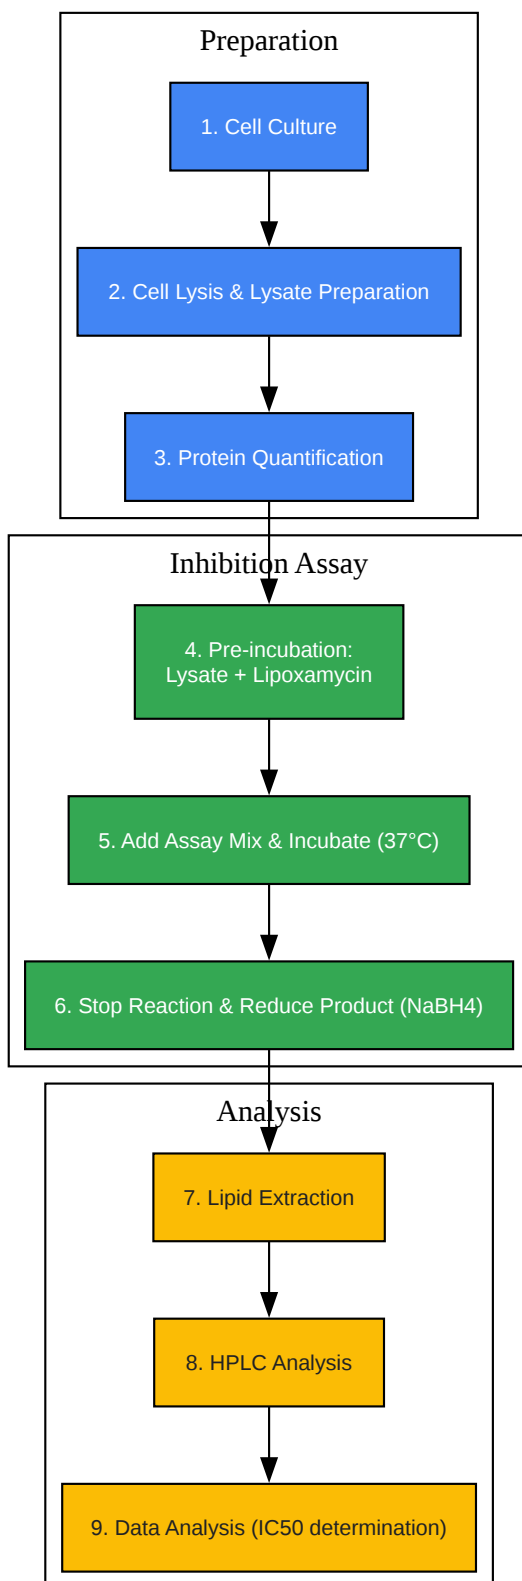 Preparation
1. Cell Culture
2. Cell Lysis & Lysate Preparation
3. Protein Quantification
Inhibition Assay
4. Pre-incubation:
Lysate + Lipoxamycin
5. Add Assay Mix & Incubate (37°C)
6. Stop Reaction & Reduce Product (NaBH4)
Analysis
7. Lipid Extraction
8. HPLC Analysis
9. Data Analysis (IC50 determination)